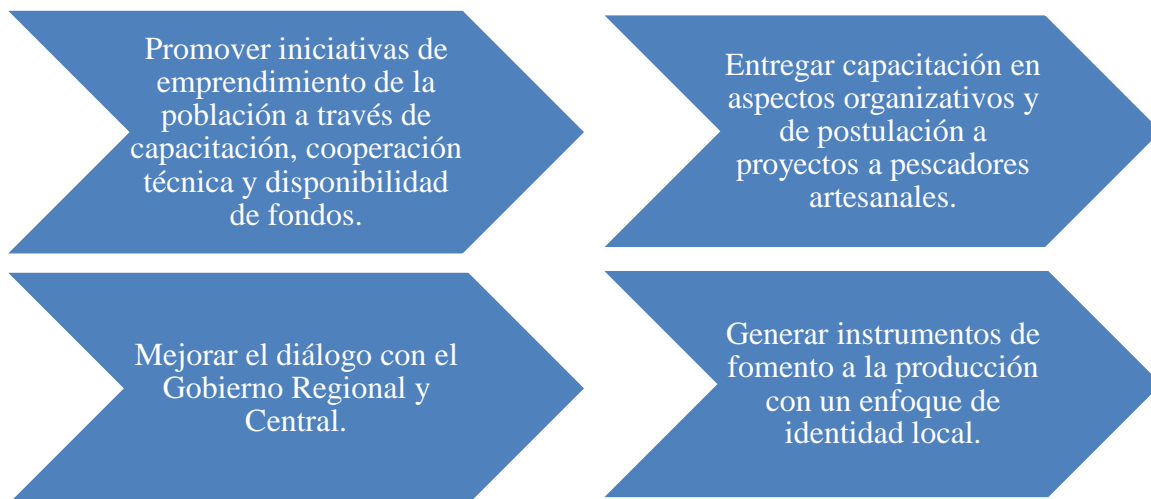 Promover iniciativas de
emprendimiento de la
población a través de
capacitación, cooperación
técnica y disponibilidad
de fondos.
Entregar capacitación en
aspectos organizativos y
de postulación a
proyectos a pescadores
artesanales.
Mejorar el diálogo con el
Gobierno Regional y
Central.
Generar instrumentos de
fomento a la producción
con un enfoque de
identidad local.